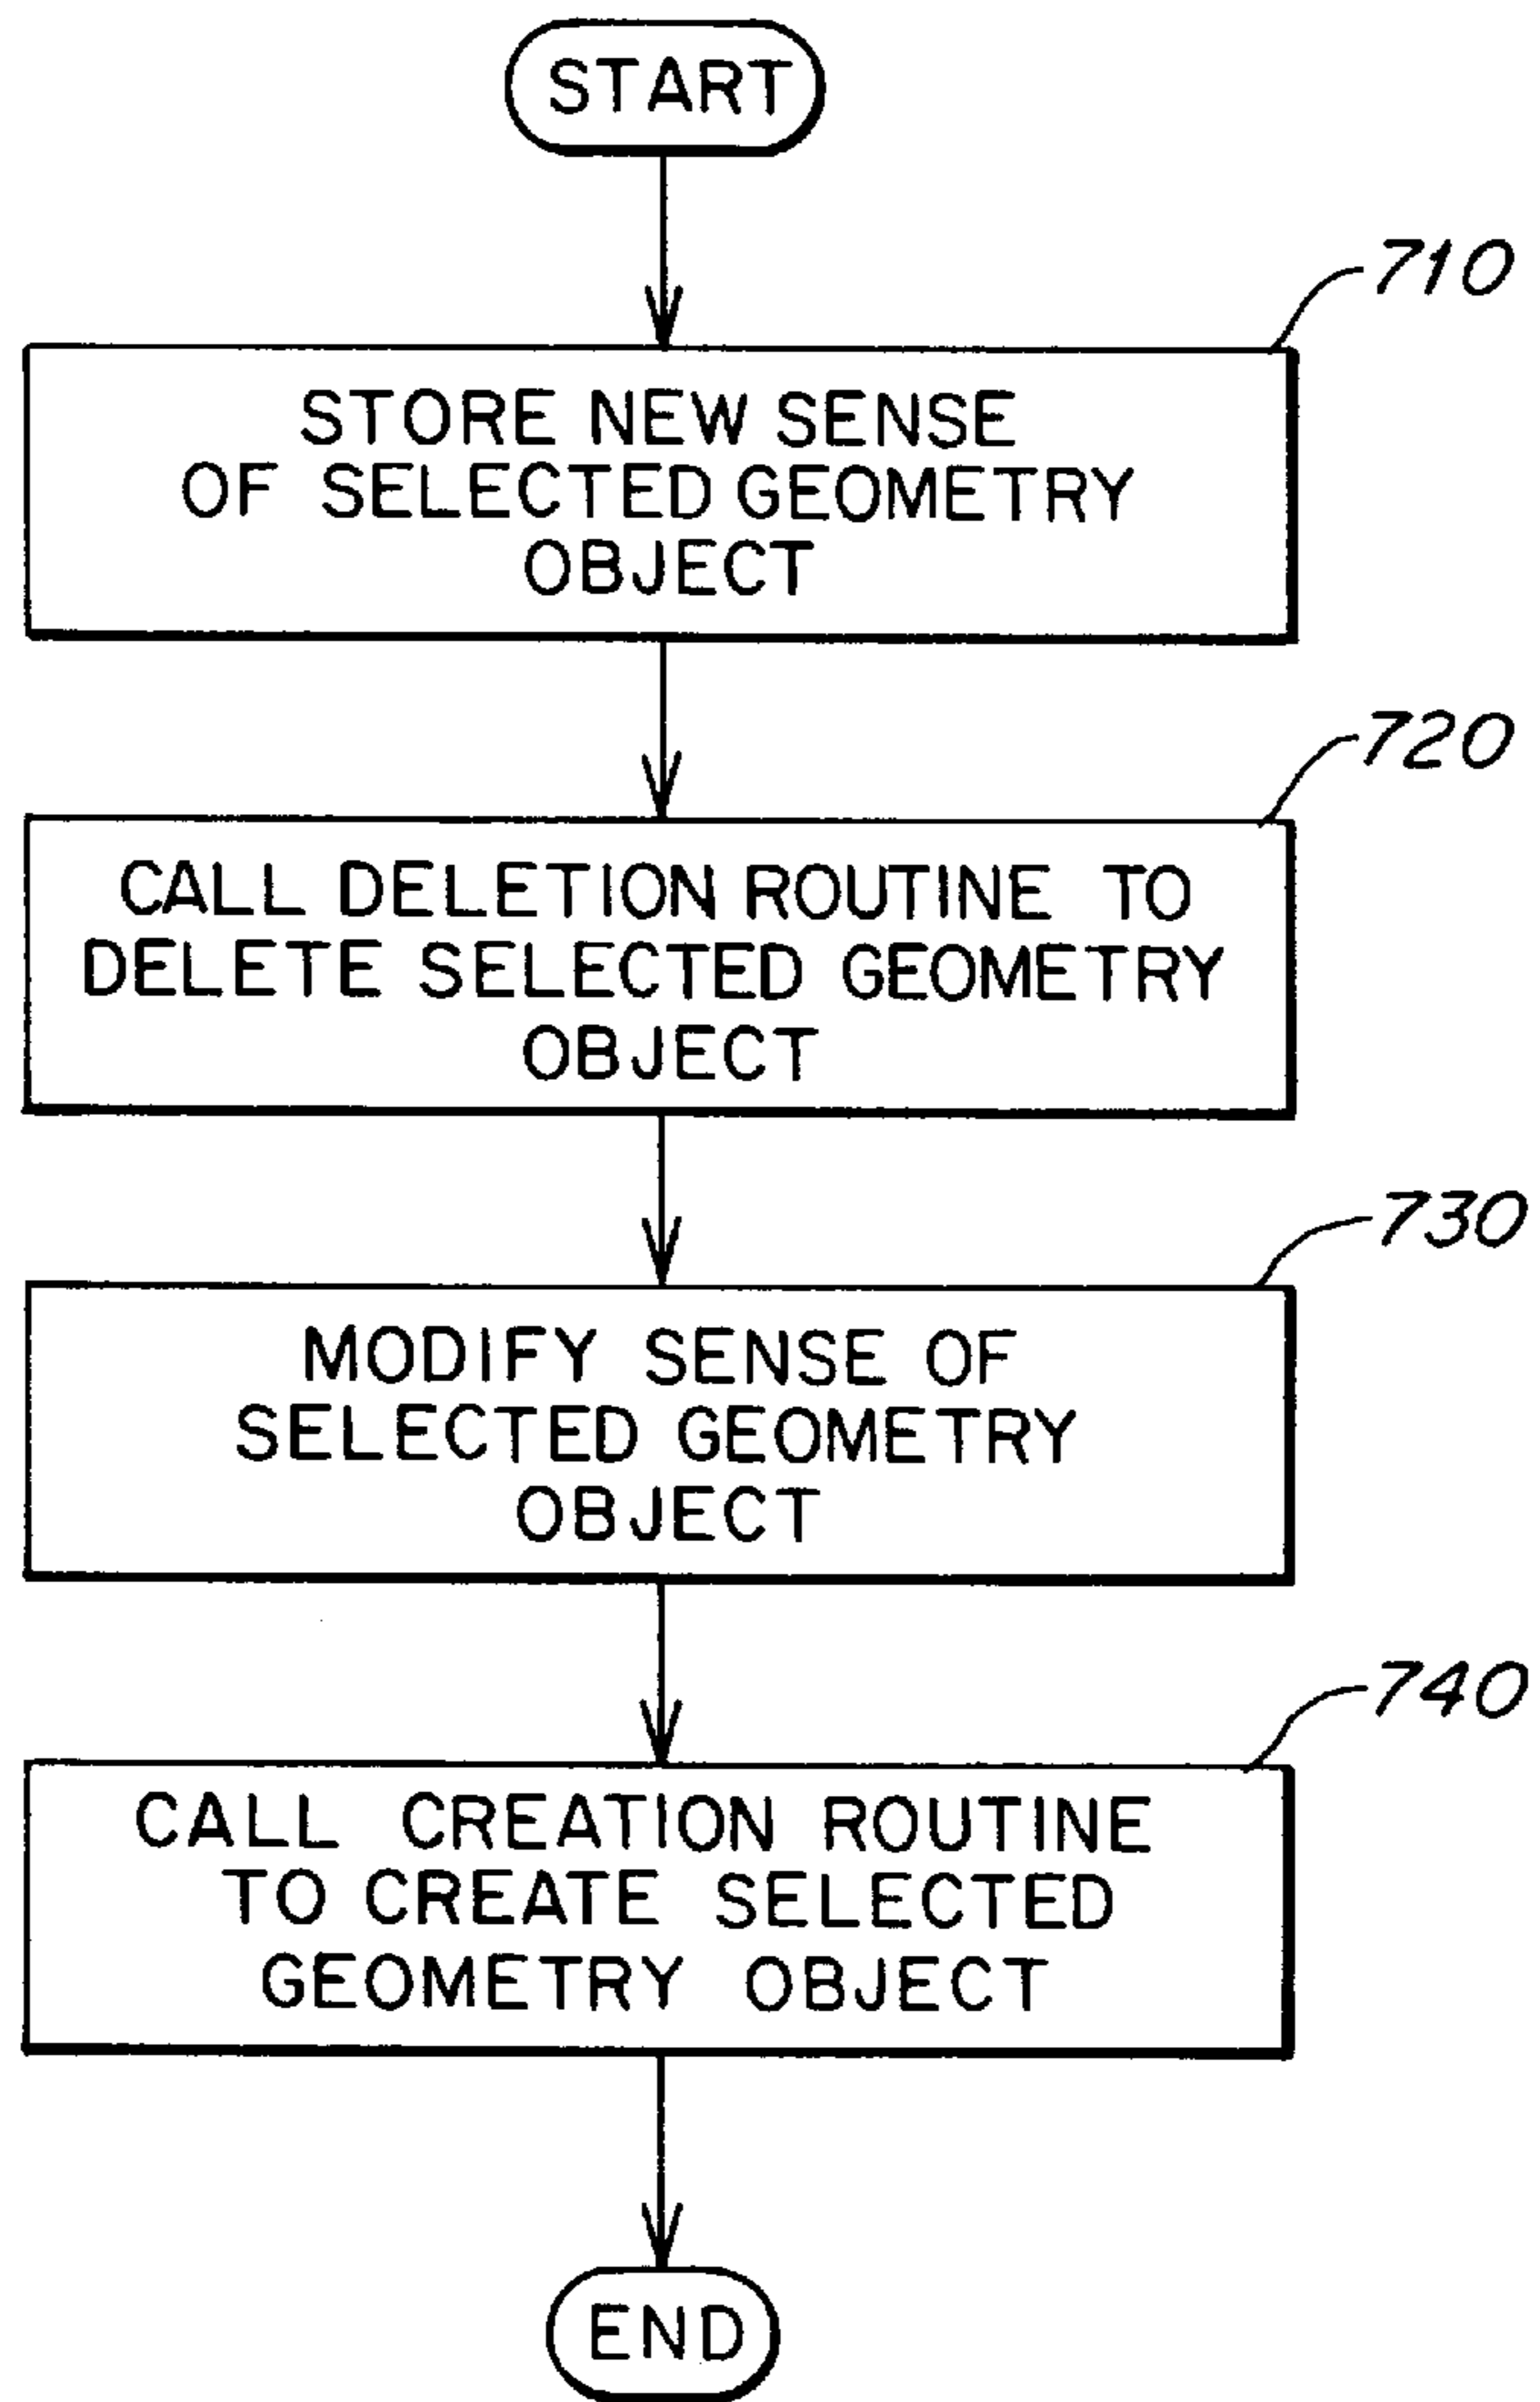 START
710
STORE NEW SENSE
OF SELECTED GEOMETRY
OBJECT
720
CALL DELETION ROUTINE TO
DELETE SELECTED GEOMETRY
OBJECT
730
MODIFY SENSE OF
SELECTED GEOMETRY
OBJECT
740
CALL CREATION ROUTINE
TO CREATE SELECTED
GEOMETRY OBJECT
END